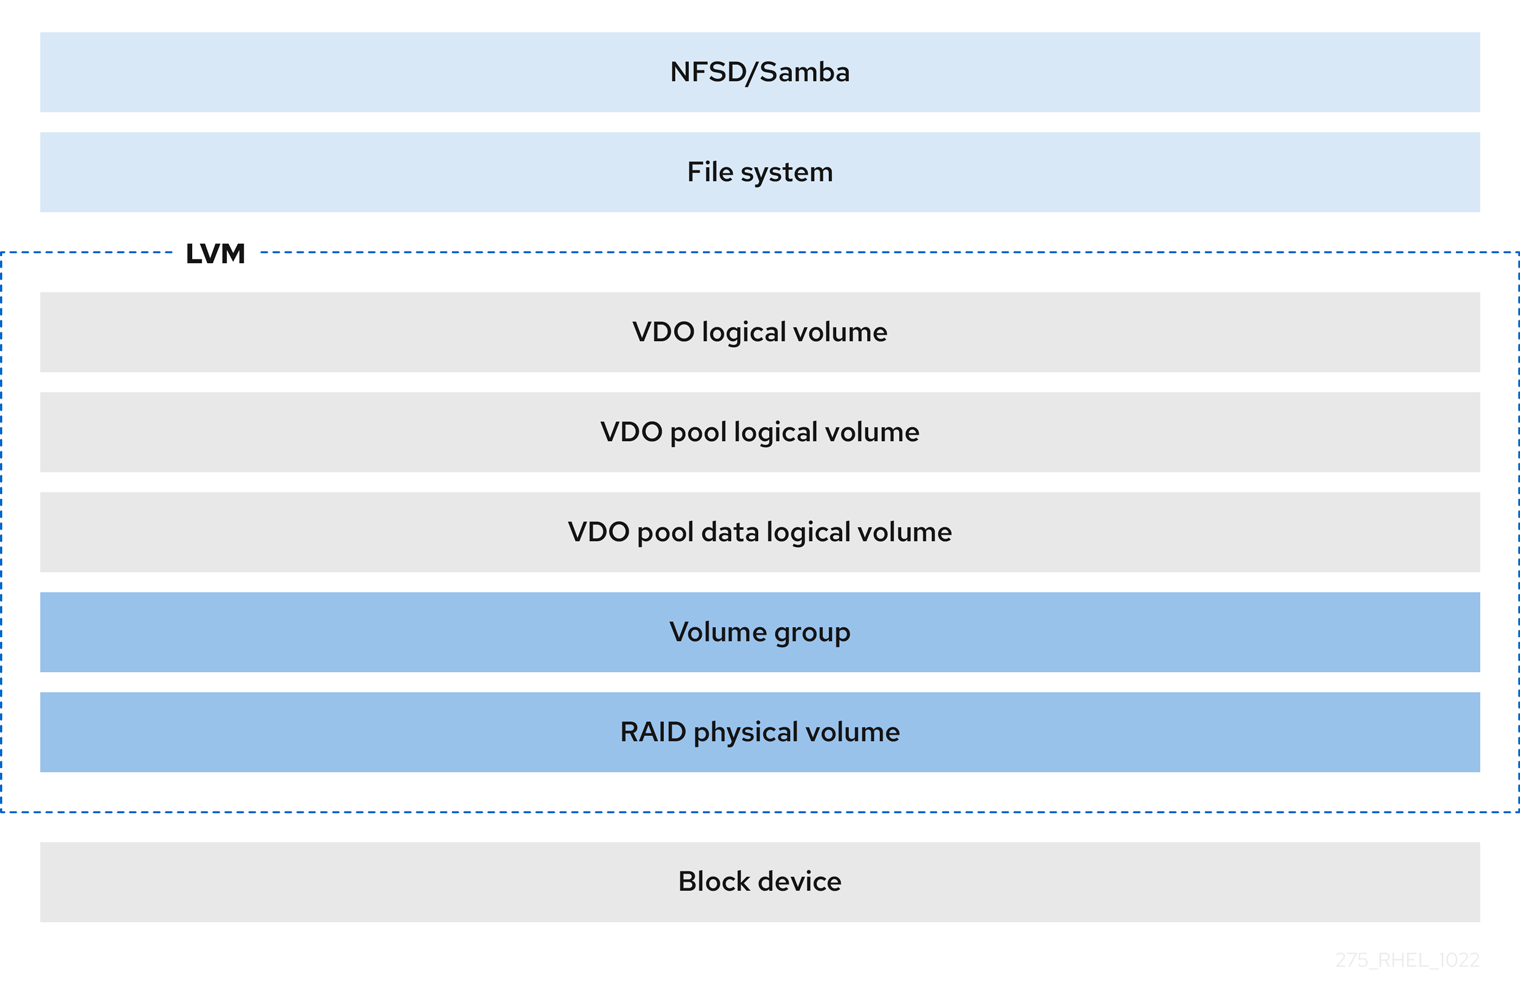 NFSD/Samba
File system
LVM
VDO logical volume
VDO pool logical volume
VDO pool data logical volume
Volume group
RAID physical volume
Block device
275_RHEL_1022